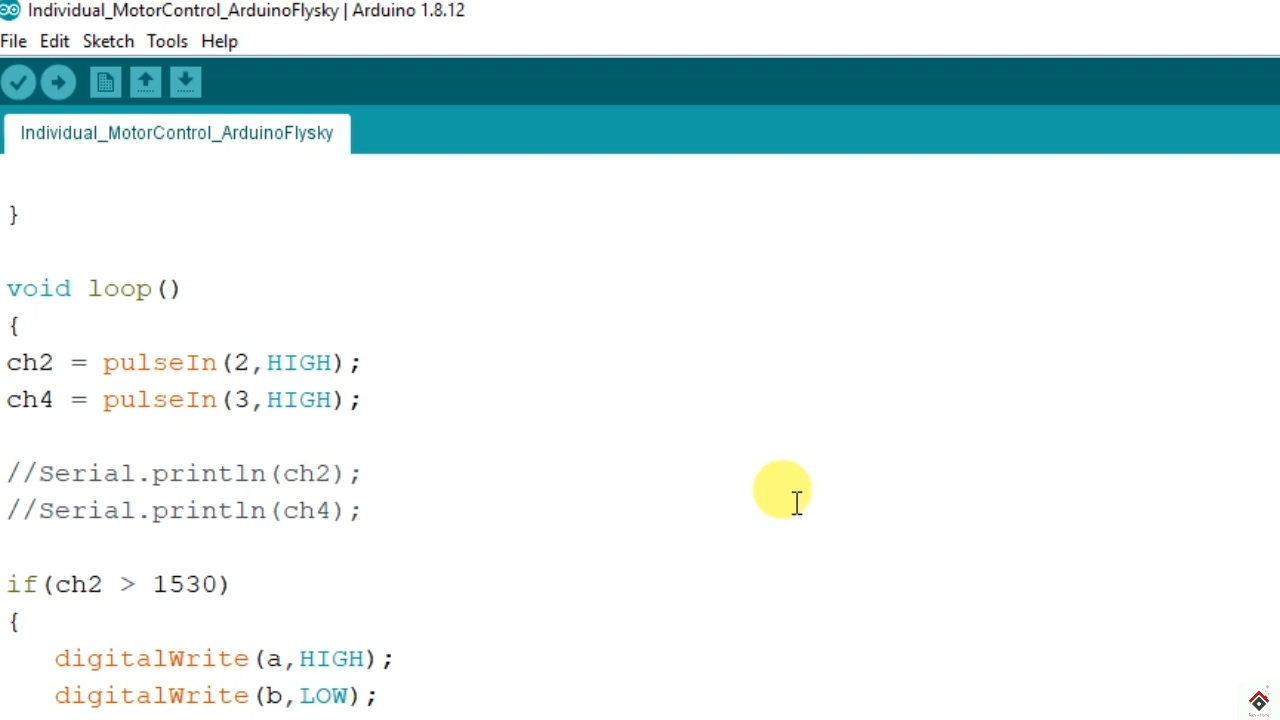 Individual_MotorControl_ArduinoFlysky | Arduino 1.8.12
File Edit Sketch Tools Help
Individual_MotorControl_ArduinoFlysky
}
void loop()
{
ch2 = pulseIn(2,HIGH);
ch4 = pulseIn(3,HIGH);
//Serial.println(ch2);
//Serial.println(ch4);
if(ch2 > 1530)
{
digitalWrite(a,HIGH);
digitalWrite(b,LOW);